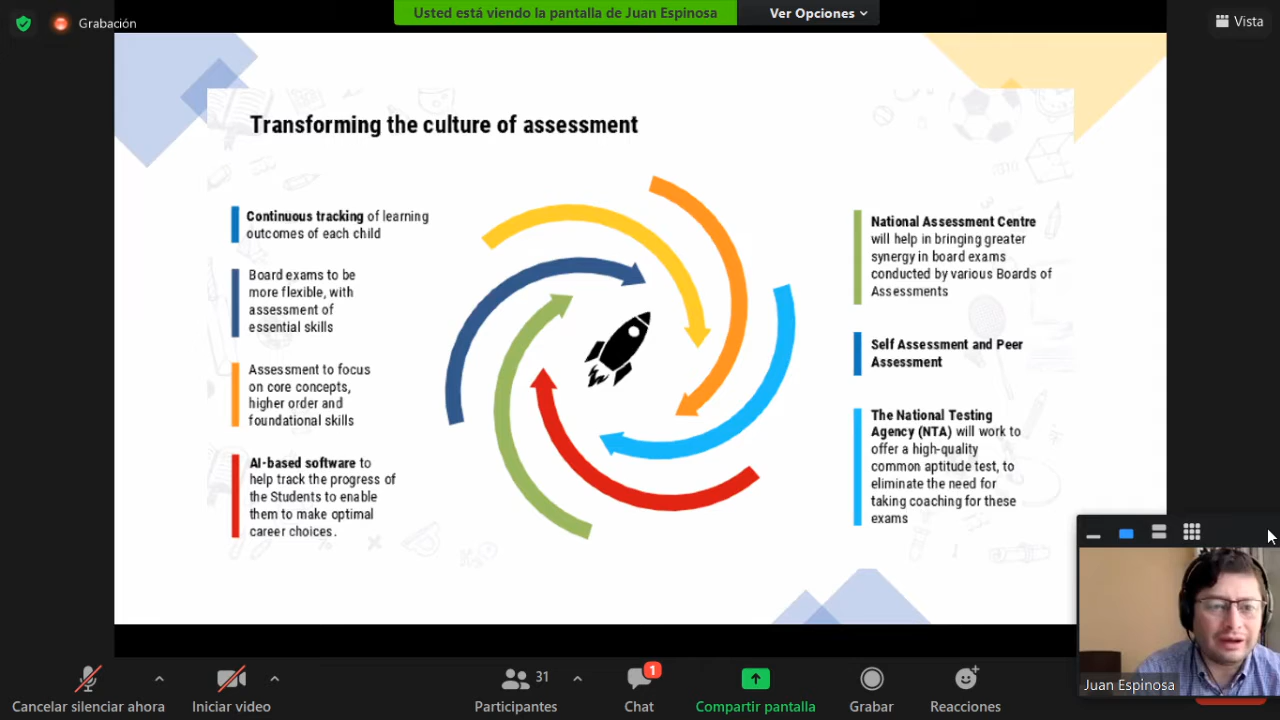 Grabación
Usted está viendo la pantalla de Juan Espinosa
Ver Opciones
Vista
Transforming the culture of assessment
Continuous tracking of learning
outcomes of each child
Board exams to be
more flexible, with
assessment of
essential skills
Assessment to focus
on core concepts,
higher order and
foundational skills
AI-based software to
help track the progress of
the Students to enable
them to make optimal
career choices.
National Assessment Centre
will help in bringing greater
synergy in board exams
conducted by various Boards of
Assessments
Self Assessment and Peer
Assessment
The National Testing
Agency (NTA) will work to
offer a high-quality
common aptitude test, to
eliminate the need for
taking coaching for these
exams
Juan Espinosa
Cancelar silenciar ahora
Iniciar video
31
Participantes
1
Chat
Compartir pantalla
Grabar
Reacciones